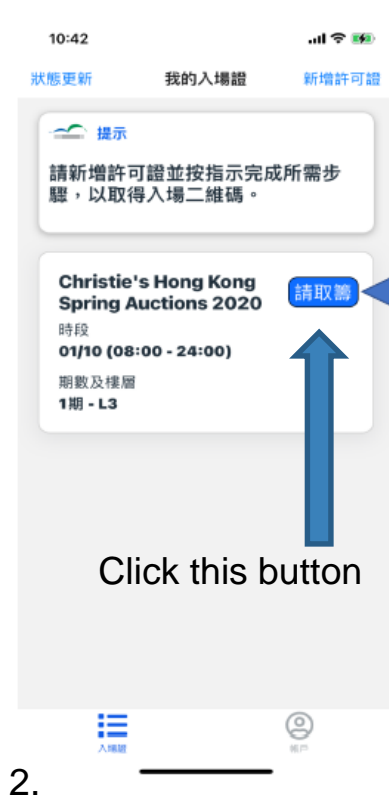 10:42
狀態更新 我的入場證 新增許可證
提示
請新增許可證並按指示完成所需步
驟，以取得入場二維碼。
Christie's Hong Kong
Spring Auctions 2020
請取籌
時段
01/10 (08:00 - 24:00)
期數及樓層
1期 - L3
Click this button
入場證 帳戶
2.